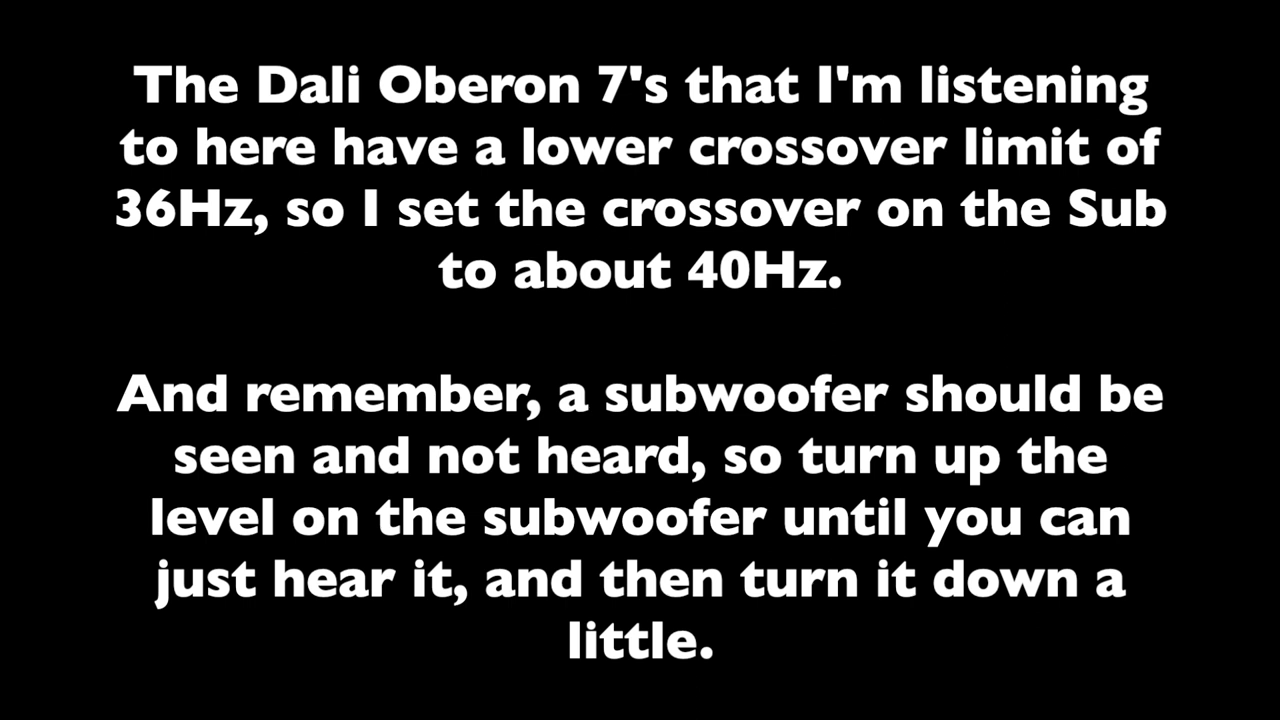 The Dali Oberon 7's that I'm listening
to here have a lower crossover limit of
36Hz, so I set the crossover on the Sub
to about 40Hz.
And remember, a subwoofer should be
seen and not heard, so turn up the
level on the subwoofer until you can
just hear it, and then turn it down a
little.